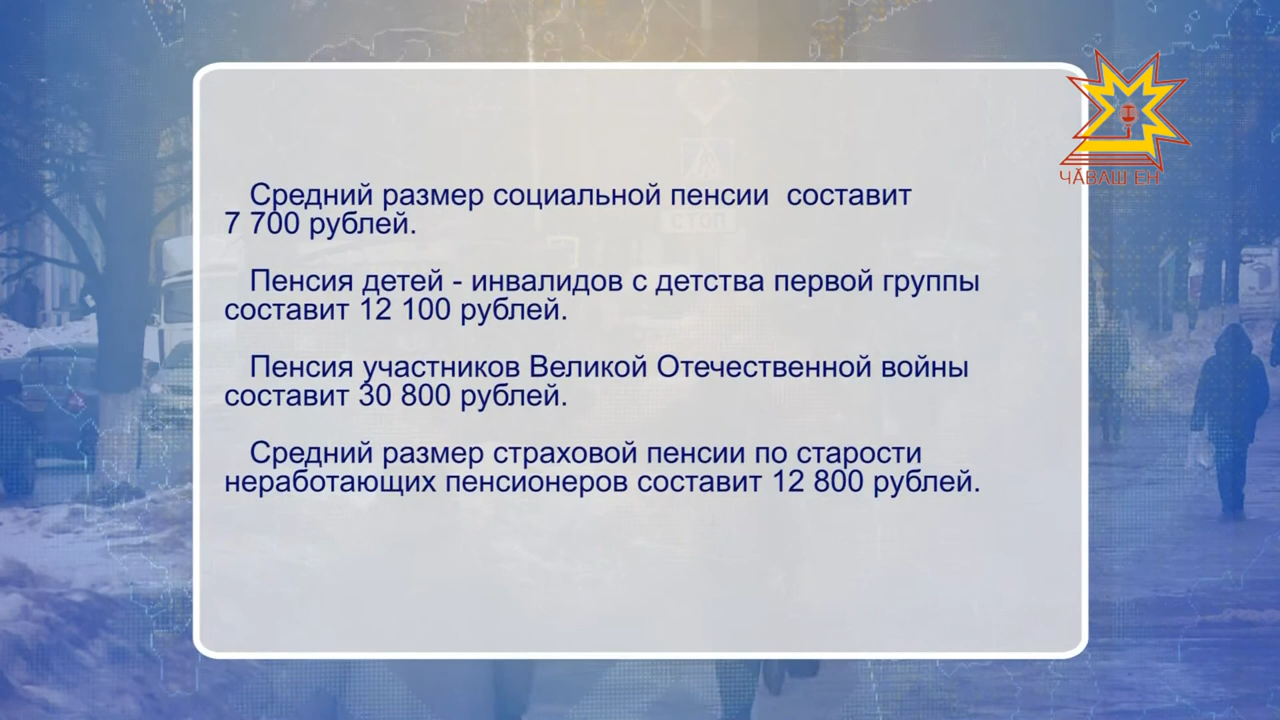 ЧӐВАШ ЕН
Средний размер социальной пенсии составит
7 700 рублей.
Пенсия детей - инвалидов с детства первой группы
составит 12 100 рублей.
Пенсия участников Великой Отечественной войны
составит 30 800 рублей.
Средний размер страховой пенсии по старости
неработающих пенсионеров составит 12 800 рублей.
СТОП